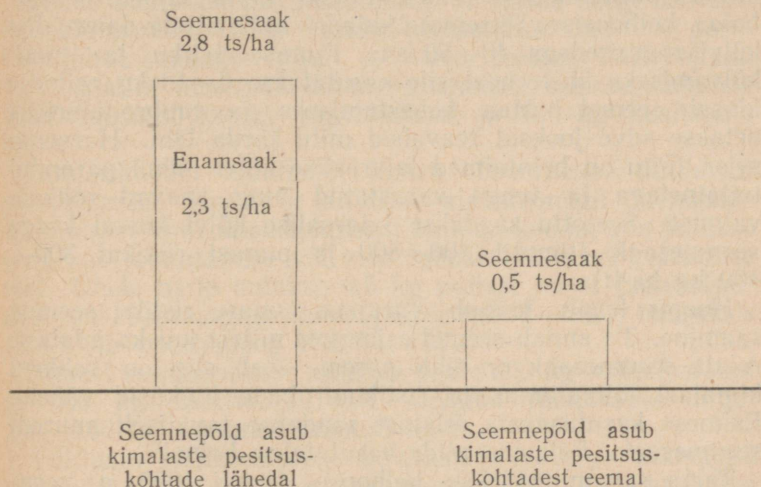 Seemnesaak
2,8 ts/ha
Enamsaak
2,3 ts/ha
Seemnesaak
0,5 ts/ha
Seemnepõld asub
kimalaste pesitsus-
kohtade lähedal
Seemnepõld asub
kimalaste pesitsus-
kohtadest eemal